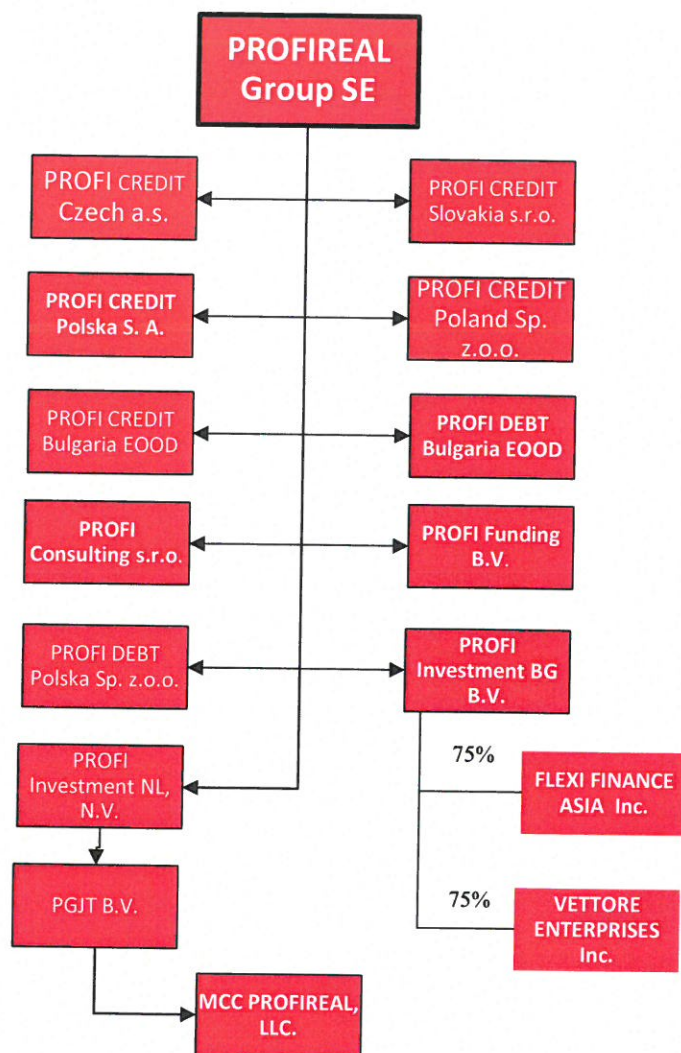 PROFIREAL
Group SE
PROFI CREDIT
Czech a.s.
PROFI CREDIT
Slovakia s.r.o.
PROFI CREDIT
Polska S. A.
PROFI CREDIT
Poland Sp.
z.o.o.
PROFI CREDIT
Bulgaria EOOD
PROFI DEBT
Bulgaria EOOD
PROFI
Consulting s.r.o.
PROFI Funding
B.V.
PROFI DEBT
Polska Sp. z.o.o.
PROFI
Investment BG
B.V.
PROFI
Investment NL,
N.V.
75%
FLEXI FINANCE
ASIA Inc.
PGJT B.V.
75%
VETTORE
ENTERPRISES
Inc.
MCC PROFIREAL,
LLC.